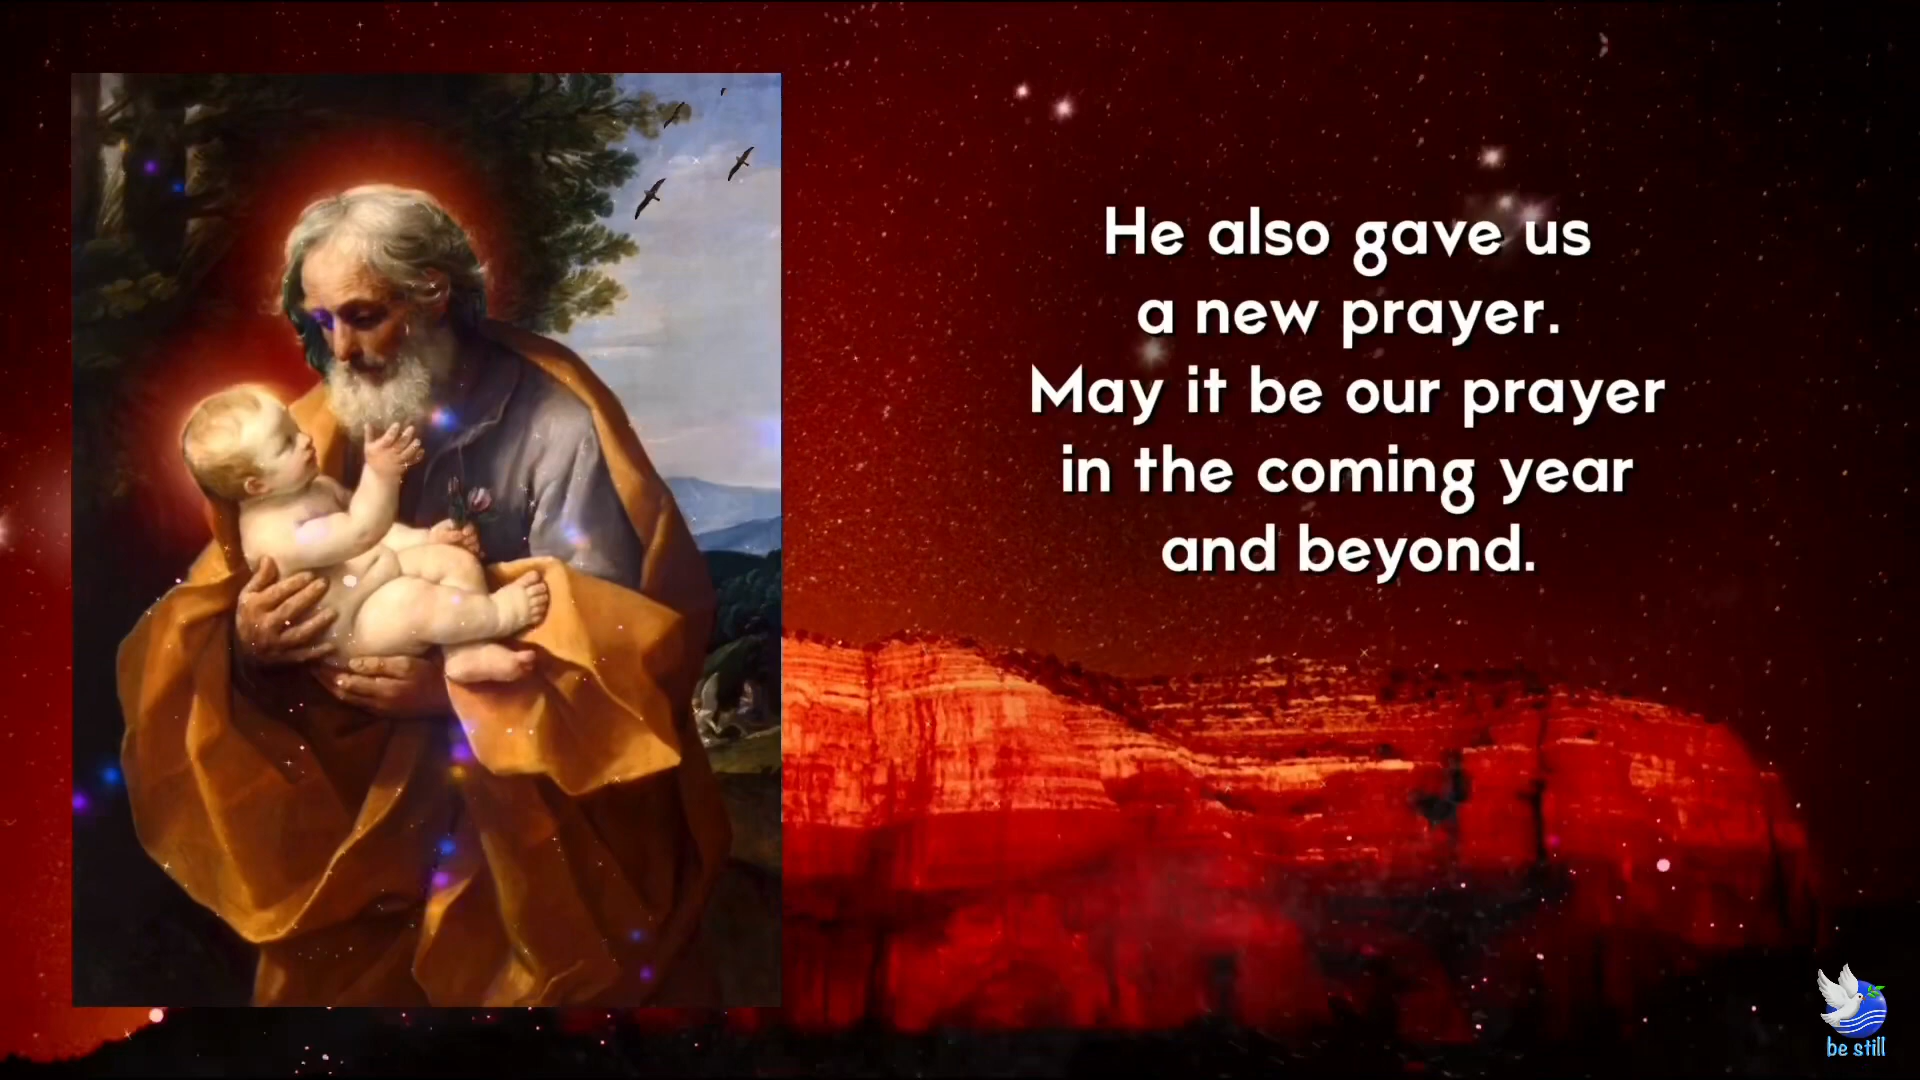 He also gave us
a new prayer.
May it be our prayer
in the coming year
and beyond.
be still